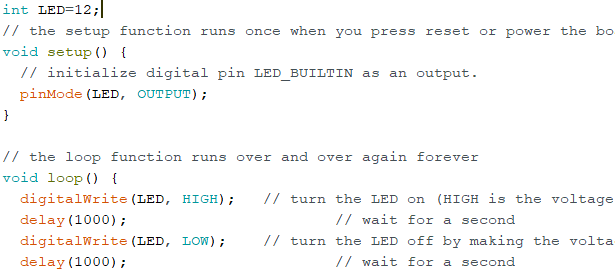 int LED=12;
// the setup function runs once when you press reset or power the bo
void setup() {
// initialize digital pin LED_BUILTIN as an output.
pinMode(LED, OUTPUT);
}
// the loop function runs over and over again forever
void loop() {
digitalWrite(LED, HIGH);   // turn the LED on (HIGH is the voltage
delay(1000);                       // wait for a second
digitalWrite(LED, LOW);    // turn the LED off by making the volta
delay(1000);                       // wait for a second